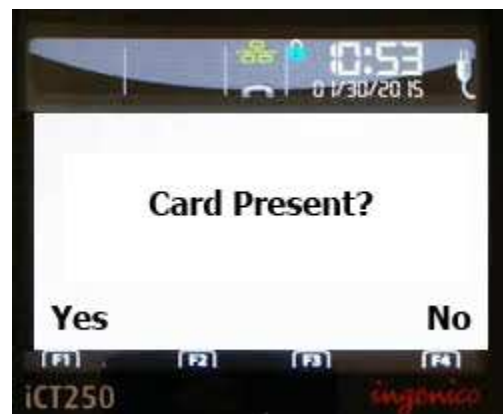 10:53
01/30/2015
Card Present?
Yes No
F1 F2 F3 F4
iCT250 ingenico